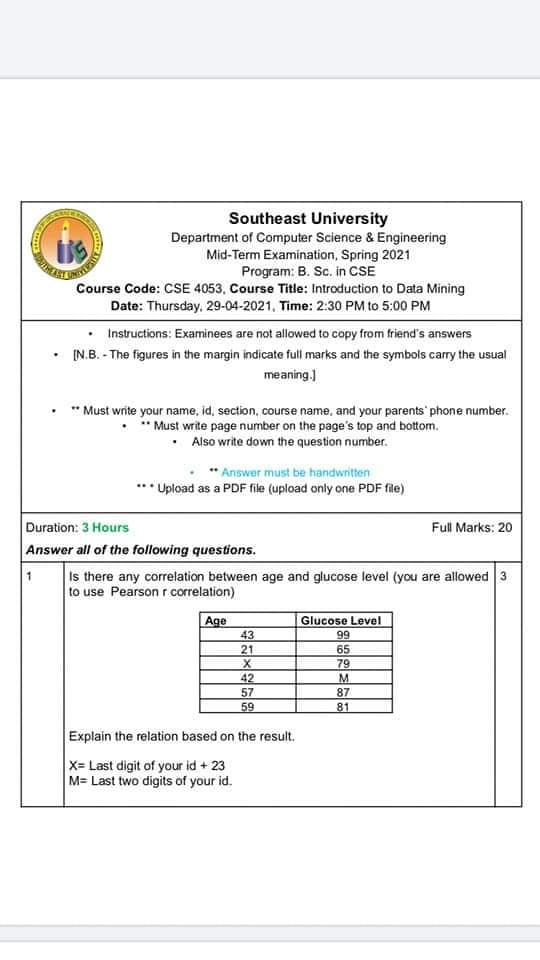 SOUTHEAST UNIVERSITY
Southeast University
Department of Computer Science & Engineering
Mid-Term Examination, Spring 2021
Program: B. Sc. in CSE
Course Code: CSE 4053, Course Title: Introduction to Data Mining
Date: Thursday, 29-04-2021, Time: 2:30 PM to 5:00 PM
• Instructions: Examinees are not allowed to copy from friend's answers
• [N.B. - The figures in the margin indicate full marks and the symbols carry the usual
meaning.]
• ** Must write your name, id, section, course name, and your parents' phone number.
• ** Must write page number on the page's top and bottom.
• Also write down the question number.
• ** Answer must be handwritten
*** Upload as a PDF file (upload only one PDF file)
Duration: 3 Hours Full Marks: 20
Answer all of the following questions.
1 Is there any correlation between age and glucose level (you are allowed 3
to use Pearson r correlation)
Age Glucose Level
43 99
21 65
X 79
42 M
57 87
59 81
Explain the relation based on the result.
X= Last digit of your id + 23
M= Last two digits of your id.